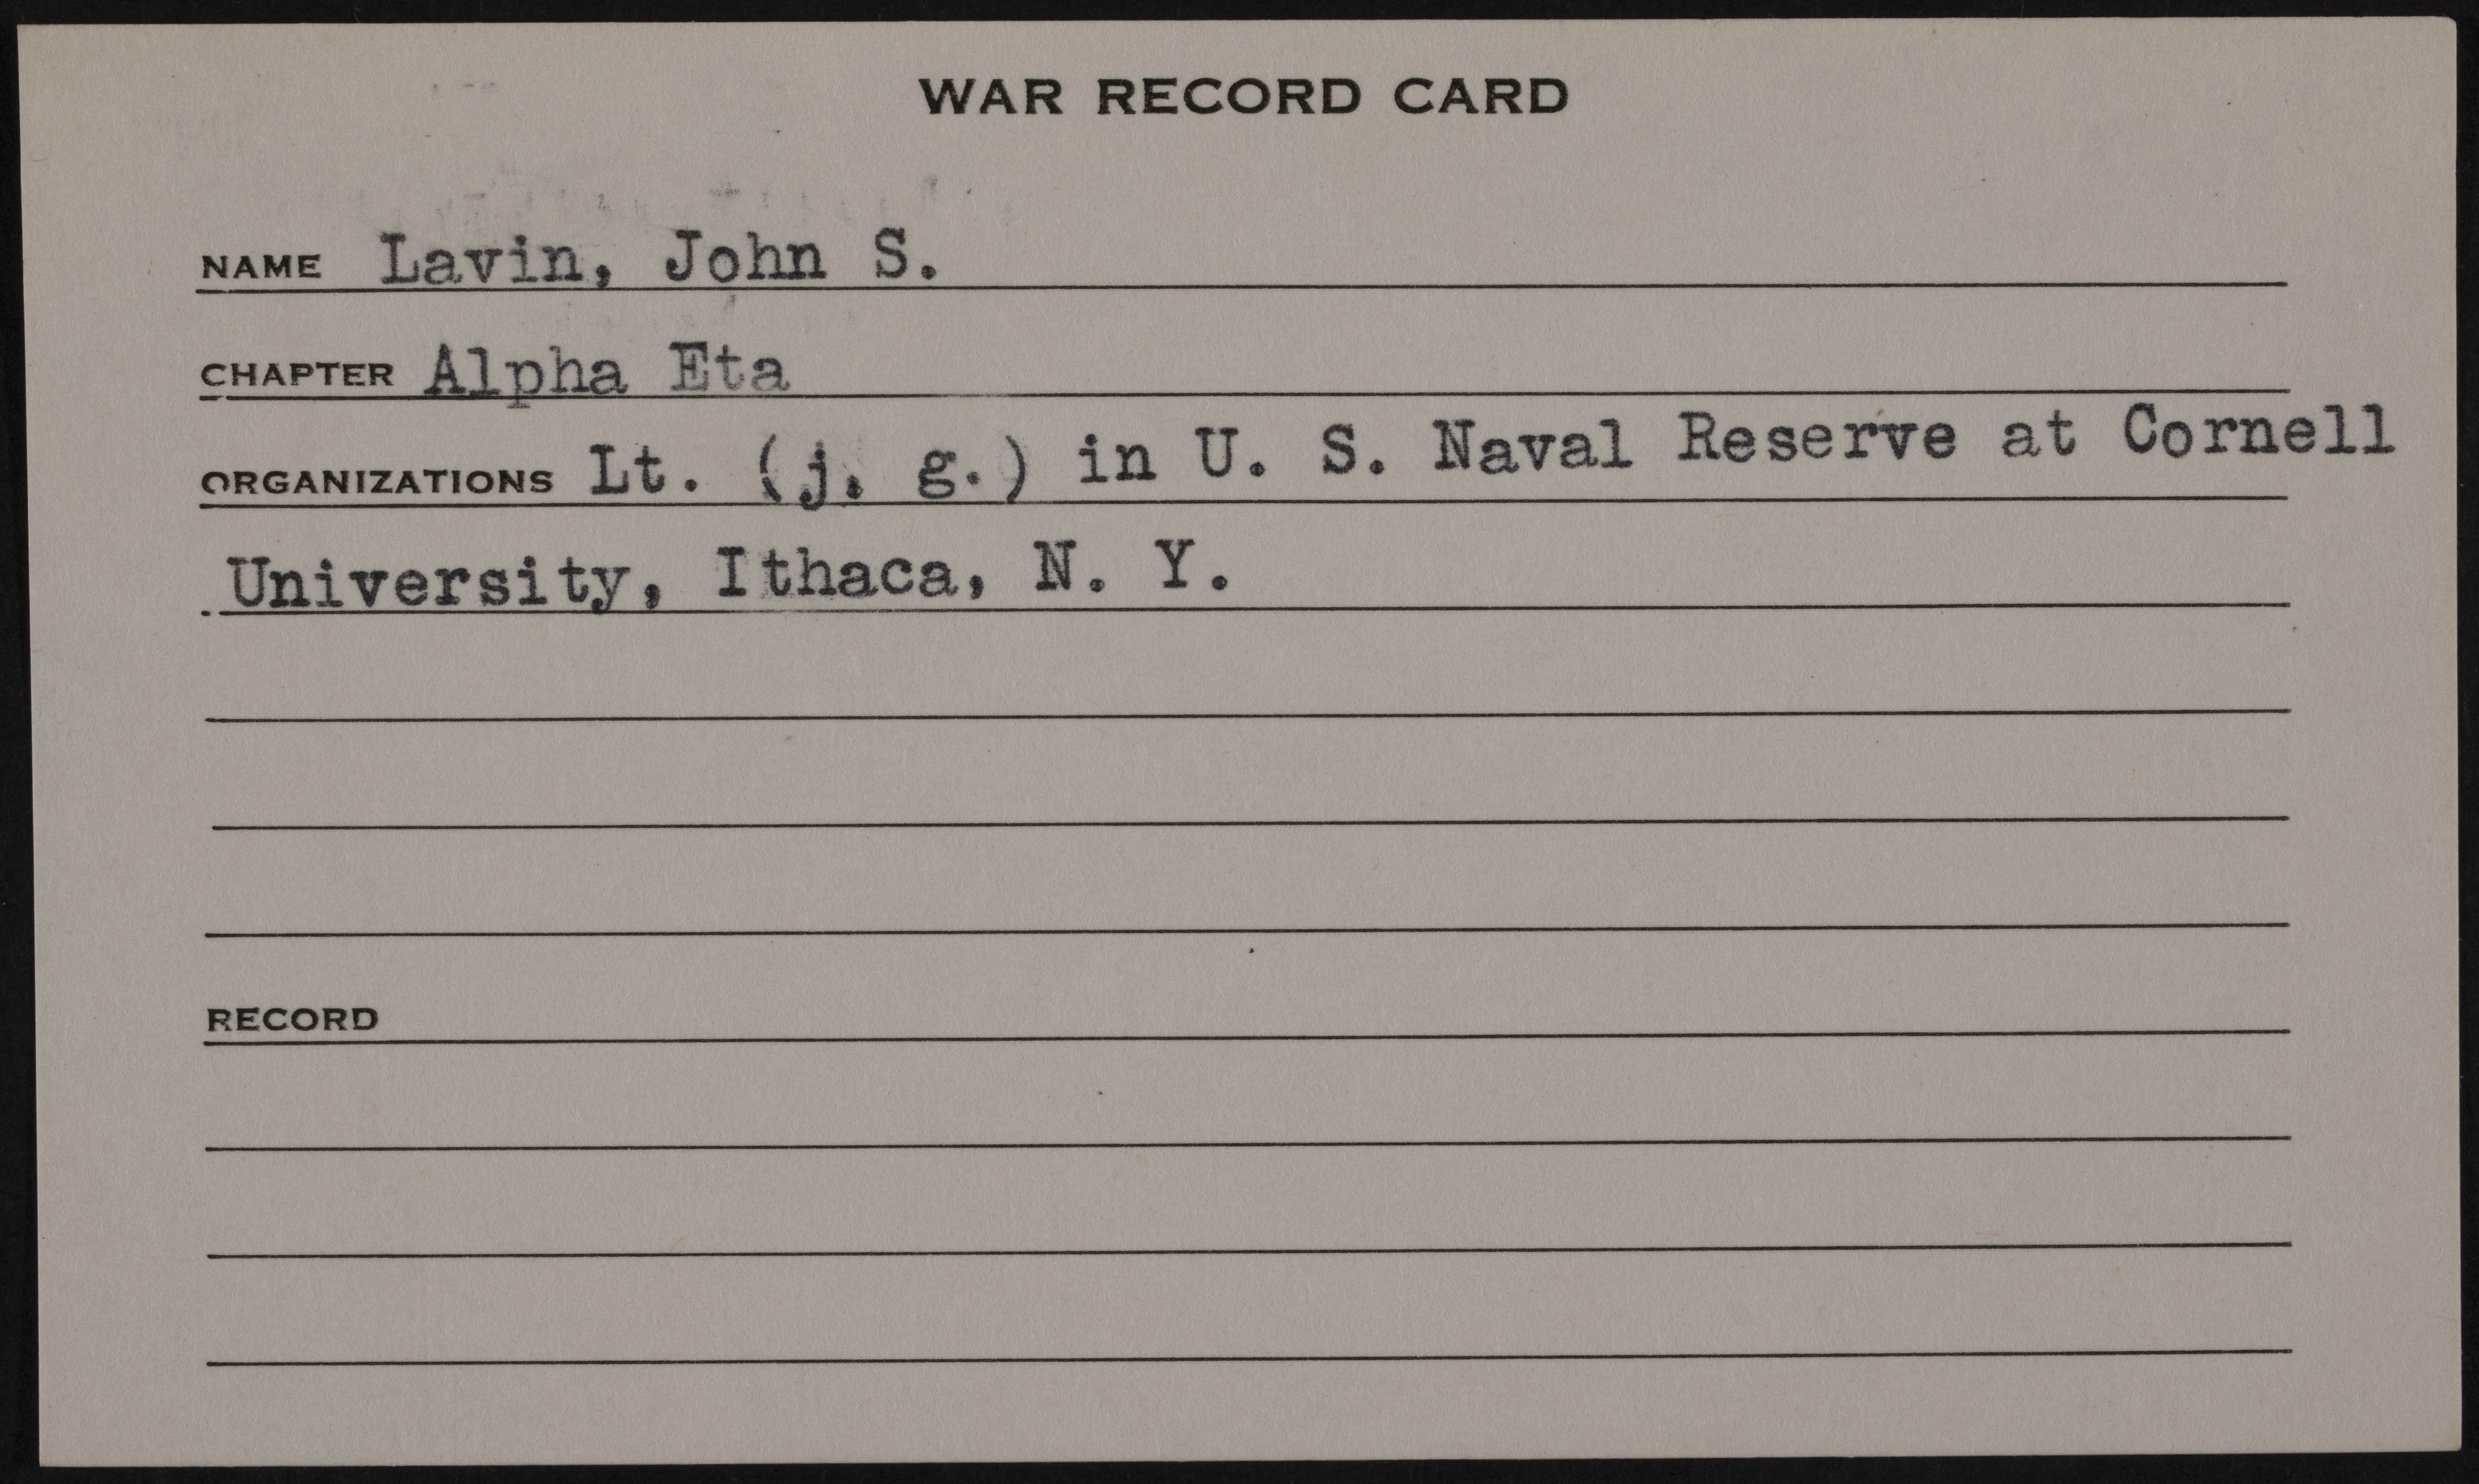 WAR RECORD CARD
NAME Lavin, John S.
CHAPTER Alpha Eta
ORGANIZATIONS Lt. (j. g.) in U. S. Naval Reserve at Cornell
University, Ithaca, N. Y.
RECORD